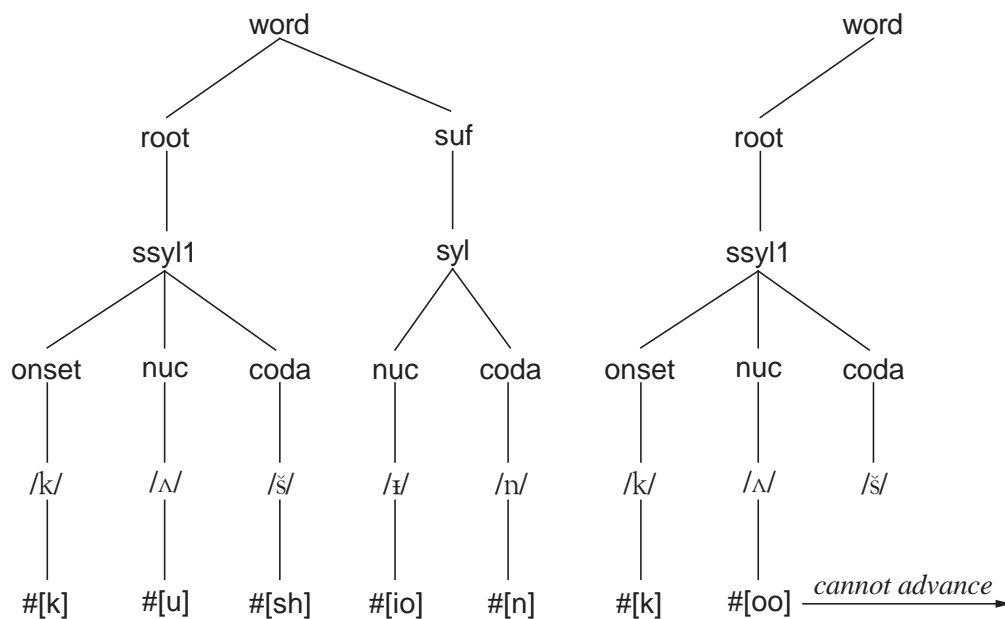 word word
root suf root
ssyl1 syl ssyl1
onset nuc coda nuc coda onset nuc coda
/k/ /ʌ/ /š/ /ɪ/ /n/ /k/ /ʌ/ /š/
#[k] #[u] #[sh] #[io] #[n] #[k] #[oo] cannot advance